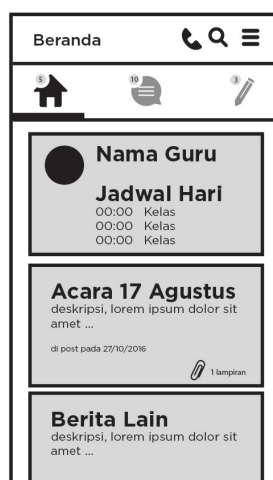 Beranda
5
10
3
Nama Guru
Jadwal Hari
00:00 Kelas
00:00 Kelas
00:00 Kelas
Acara 17 Agustus
deskripsi, lorem ipsum dolor sit
amet ...
di post pada 27/10/2016
1 lampiran
Berita Lain
deskripsi, lorem ipsum dolor sit
amet ...